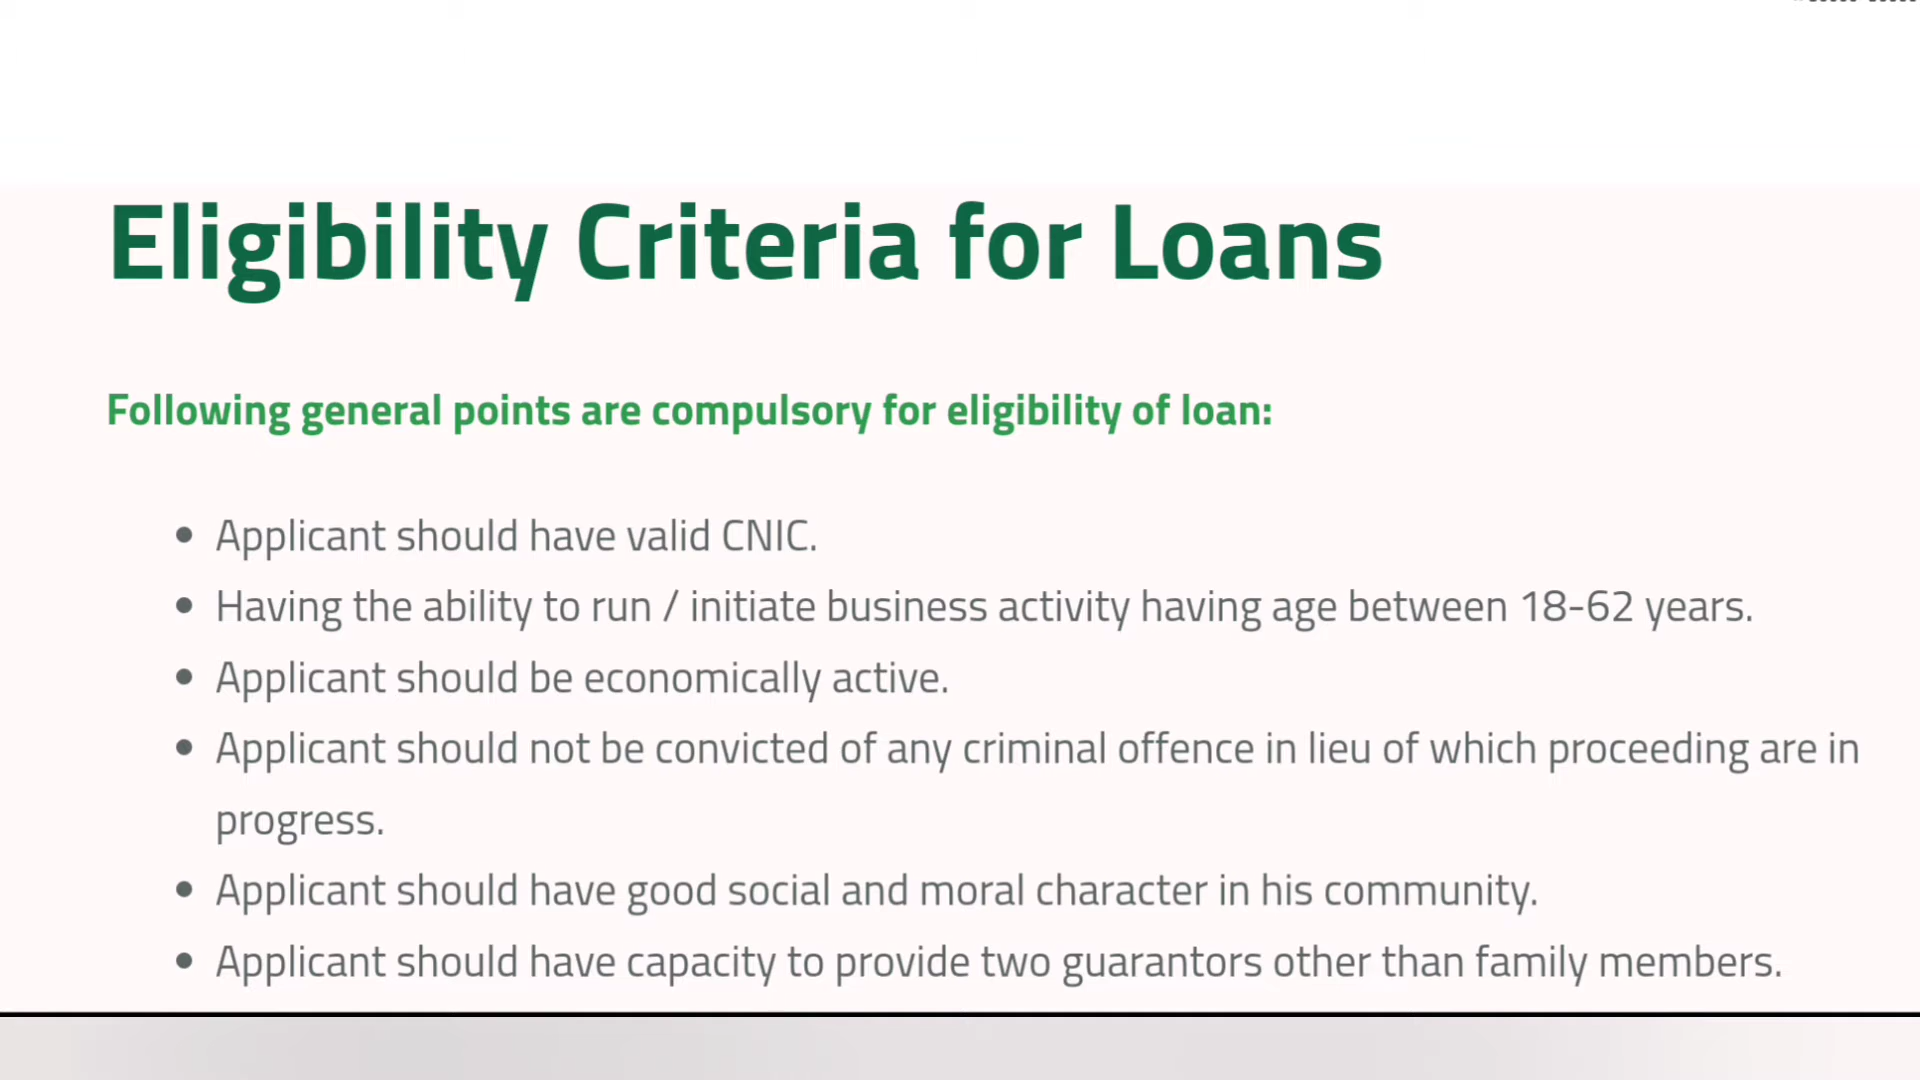 Eligibility Criteria for Loans
Following general points are compulsory for eligibility of loan:
• Applicant should have valid CNIC.
• Having the ability to run / initiate business activity having age between 18-62 years.
• Applicant should be economically active.
• Applicant should not be convicted of any criminal offence in lieu of which proceeding are in
progress.
• Applicant should have good social and moral character in his community.
• Applicant should have capacity to provide two guarantors other than family members.